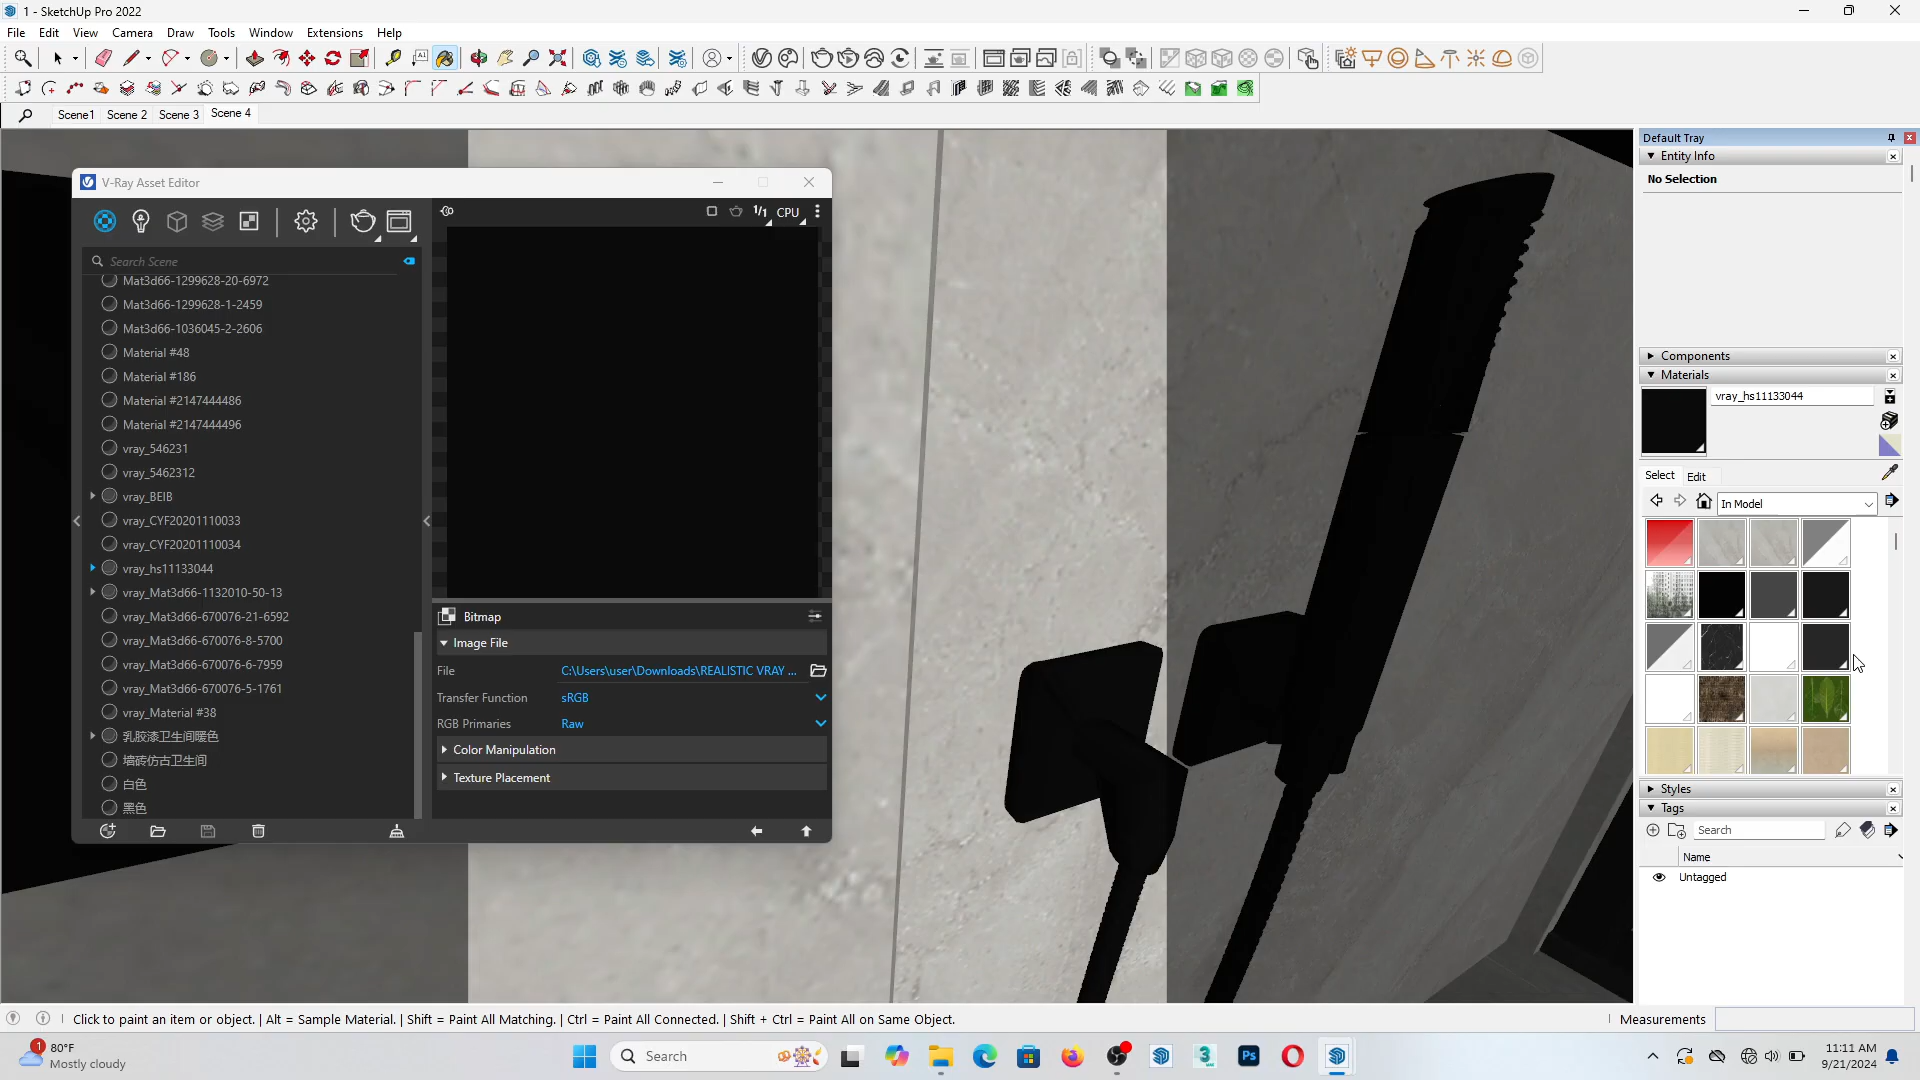 1 - SketchUp Pro 2022
File Edit View Camera Draw Tools Window Extensions Help
Scene1 Scene 2 Scene 3 Scene 4
V-Ray Asset Editor
1/1 CPU
Search Scene
Mat3d66-1299628-20-6972
Mat3d66-1299628-1-2459
Mat3d66-1036045-2-2606
Material #48
Material #186
Material #2147444486
Material #2147444496
vray_546231
vray_5462312
vray_BEIB
vray_CYF20201110033
vray_CYF20201110034
vray_hs11133044
vray_Mat3d66-1132010-50-13
vray_Mat3d66-670076-21-6592
vray_Mat3d66-670076-8-5700
vray_Mat3d66-670076-6-7959
vray_Mat3d66-670076-5-1761
vray_Material #38
乳胶漆卫生间暖色
墙砖仿古卫生间
白色
黑色
Bitmap
Image File
File C:\Users\user\Downloads\REALISTIC VRAY ...
Transfer Function sRGB
RGB Primaries Raw
Color Manipulation
Texture Placement
Default Tray
Entity Info
No Selection
Components
Materials
vray_hs11133044
Select Edit
In Model
Styles
Tags
Search
Name
Untagged
Click to paint an item or object. | Alt = Sample Material. | Shift = Paint All Matching. | Ctrl = Paint All Connected. | Shift + Ctrl = Paint All on Same Object.
Measurements
1
80°F
Mostly cloudy
Search
3
Ps
11:11 AM
9/21/2024